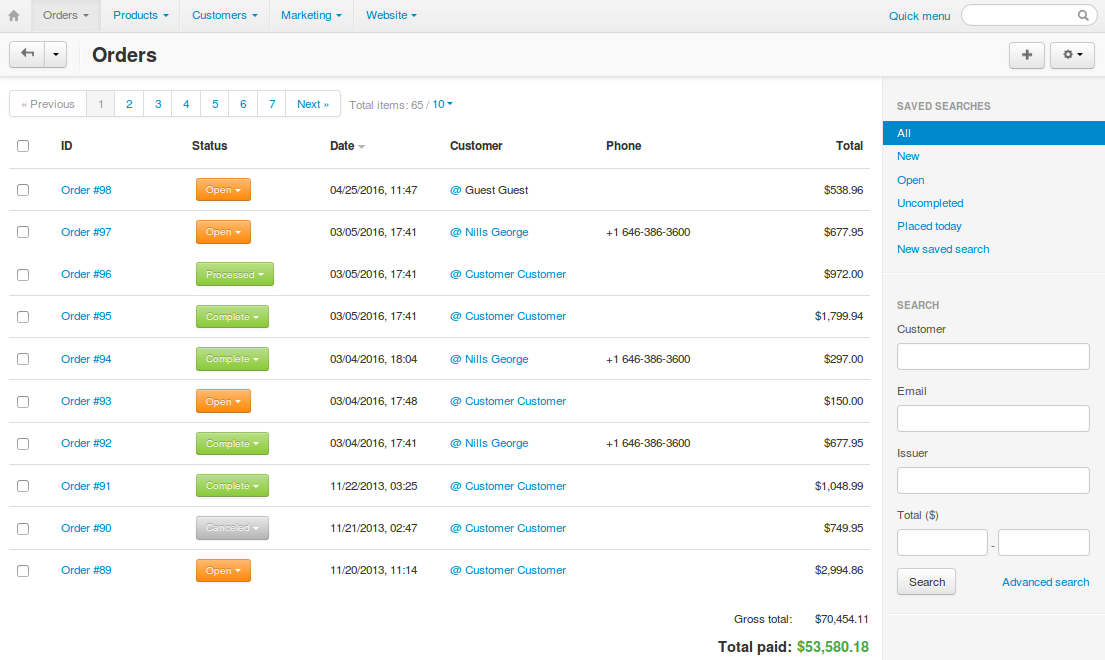 Orders Products Customers Marketing Website Quick menu
Orders
« Previous 1 2 3 4 5 6 7 Next » Total items: 65 / 10
ID Status Date Customer Phone Total
Order #98 Open 04/25/2016, 11:47 @ Guest Guest $538.96
Order #97 Open 03/05/2016, 17:41 @ Nills George +1 646-386-3600 $677.95
Order #96 Processed 03/05/2016, 17:41 @ Customer Customer $972.00
Order #95 Complete 03/05/2016, 17:41 @ Customer Customer $1,799.94
Order #94 Complete 03/04/2016, 18:04 @ Nills George +1 646-386-3600 $297.00
Order #93 Open 03/04/2016, 17:48 @ Customer Customer $150.00
Order #92 Complete 03/04/2016, 17:41 @ Nills George +1 646-386-3600 $677.95
Order #91 Complete 11/22/2013, 03:25 @ Customer Customer $1,048.99
Order #90 Canceled 11/21/2013, 02:47 @ Customer Customer $749.95
Order #89 Open 11/20/2013, 11:14 @ Customer Customer $2,994.86
Gross total: $70,454.11
Total paid: $53,580.18
SAVED SEARCHES
All
New
Open
Uncompleted
Placed today
New saved search
SEARCH
Customer
Email
Issuer
Total ($)
-
Search Advanced search